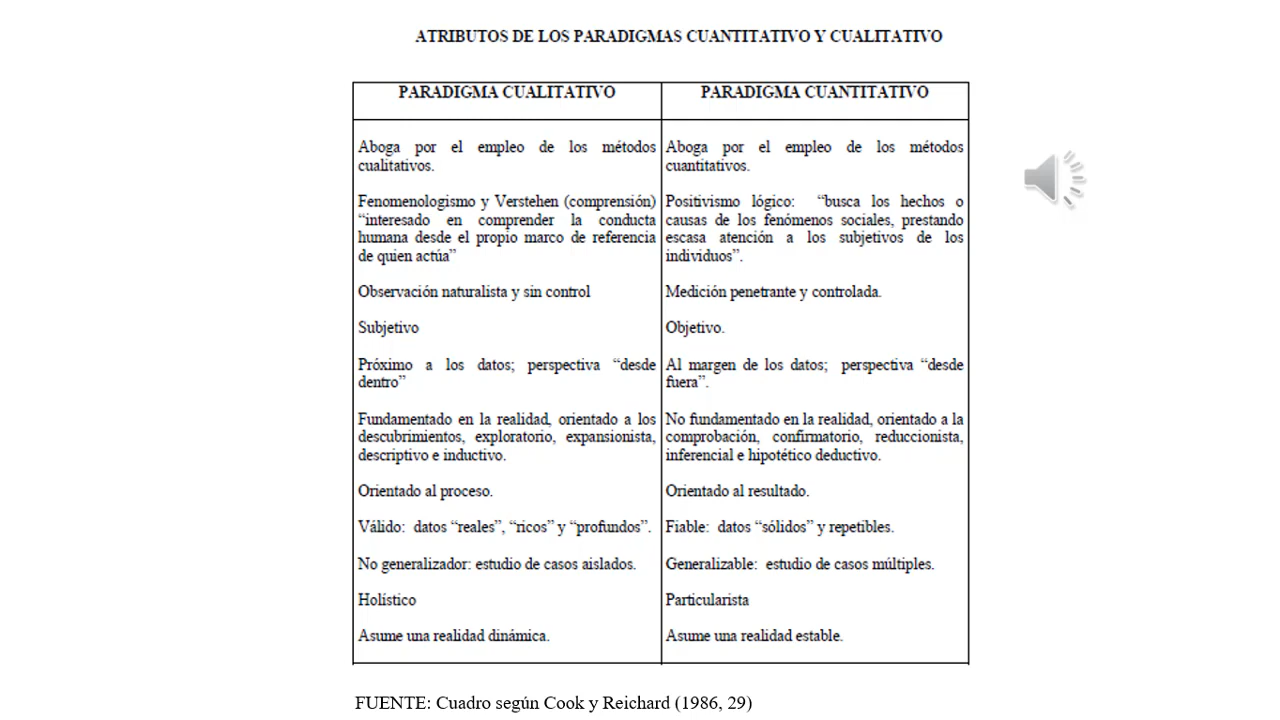 ATRIBUTOS DE LOS PARADIGMAS CUANTITATIVO Y CUALITATIVO
PARADIGMA CUALITATIVO
Aboga por el empleo de los métodos
cualitativos.
Fenomenologismo y Verstehen (comprensión)
“interesado en comprender la conducta
humana desde el propio marco de referencia
de quien actúa”
Observación naturalista y sin control
Subjetivo
Próximo a los datos; perspectiva “desde
dentro”
Fundamentado en la realidad, orientado a los
descubrimientos, exploratorio, expansionista,
descriptivo e inductivo.
Orientado al proceso.
Válido: datos “reales”, “ricos” y “profundos”.
No generalizador: estudio de casos aislados.
Holístico
Asume una realidad dinámica.
PARADIGMA CUANTITATIVO
Aboga por el empleo de los métodos
cuantitativos.
Positivismo lógico: “busca los hechos o
causas de los fenómenos sociales, prestando
escasa atención a los subjetivos de los
individuos”.
Medición penetrante y controlada.
Objetivo.
Al margen de los datos; perspectiva “desde
fuera”.
No fundamentado en la realidad, orientado a la
comprobación, confirmatorio, reduccionista,
inferencial e hipotético deductivo.
Orientado al resultado.
Fiable: datos “sólidos” y repetibles.
Generalizable: estudio de casos múltiples.
Particularista
Asume una realidad estable.
FUENTE: Cuadro según Cook y Reichard (1986, 29)